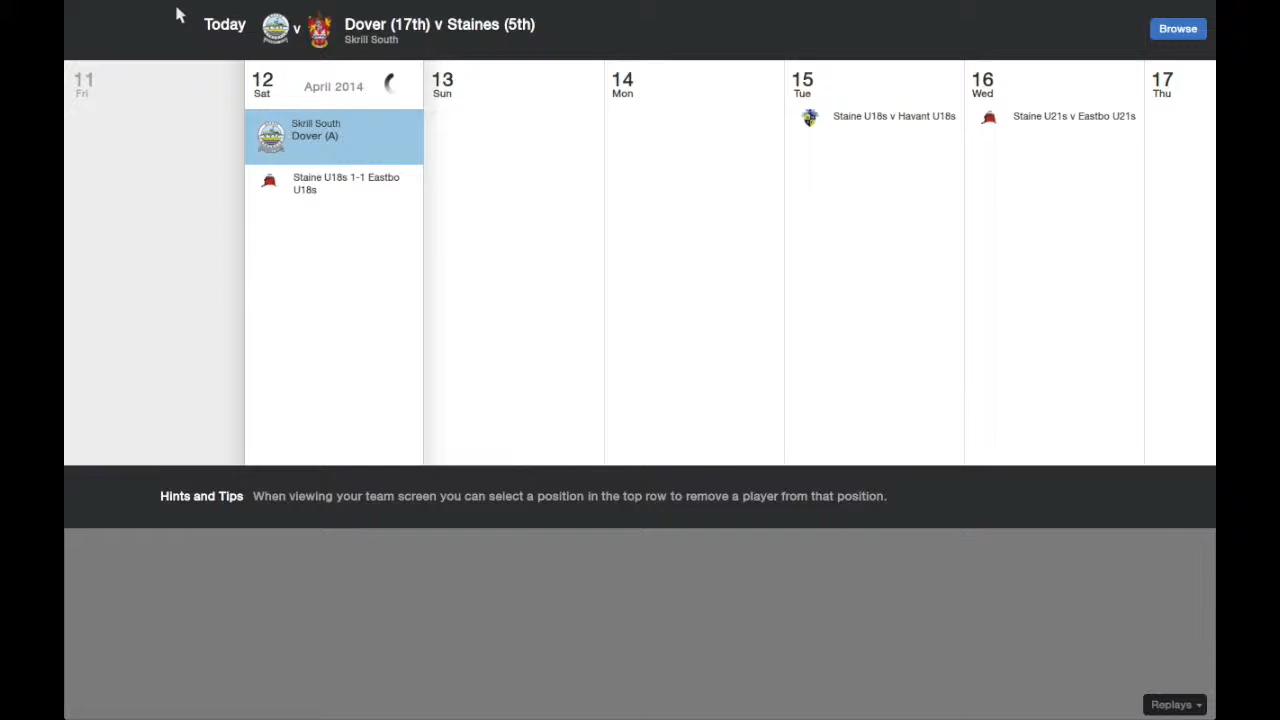 Today
v
Dover (17th) v Staines (5th)
Skrill South
Browse
11
Fri
12
Sat
April 2014
13
Sun
14
Mon
15
Tue
16
Wed
17
Thu
Skrill South
Dover (A)
Staine U18s 1-1 Eastbo
U18s
Staine U18s v Havant U18s
Staine U21s v Eastbo U21s
Hints and Tips When viewing your team screen you can select a position in the top row to remove a player from that position.
Replays